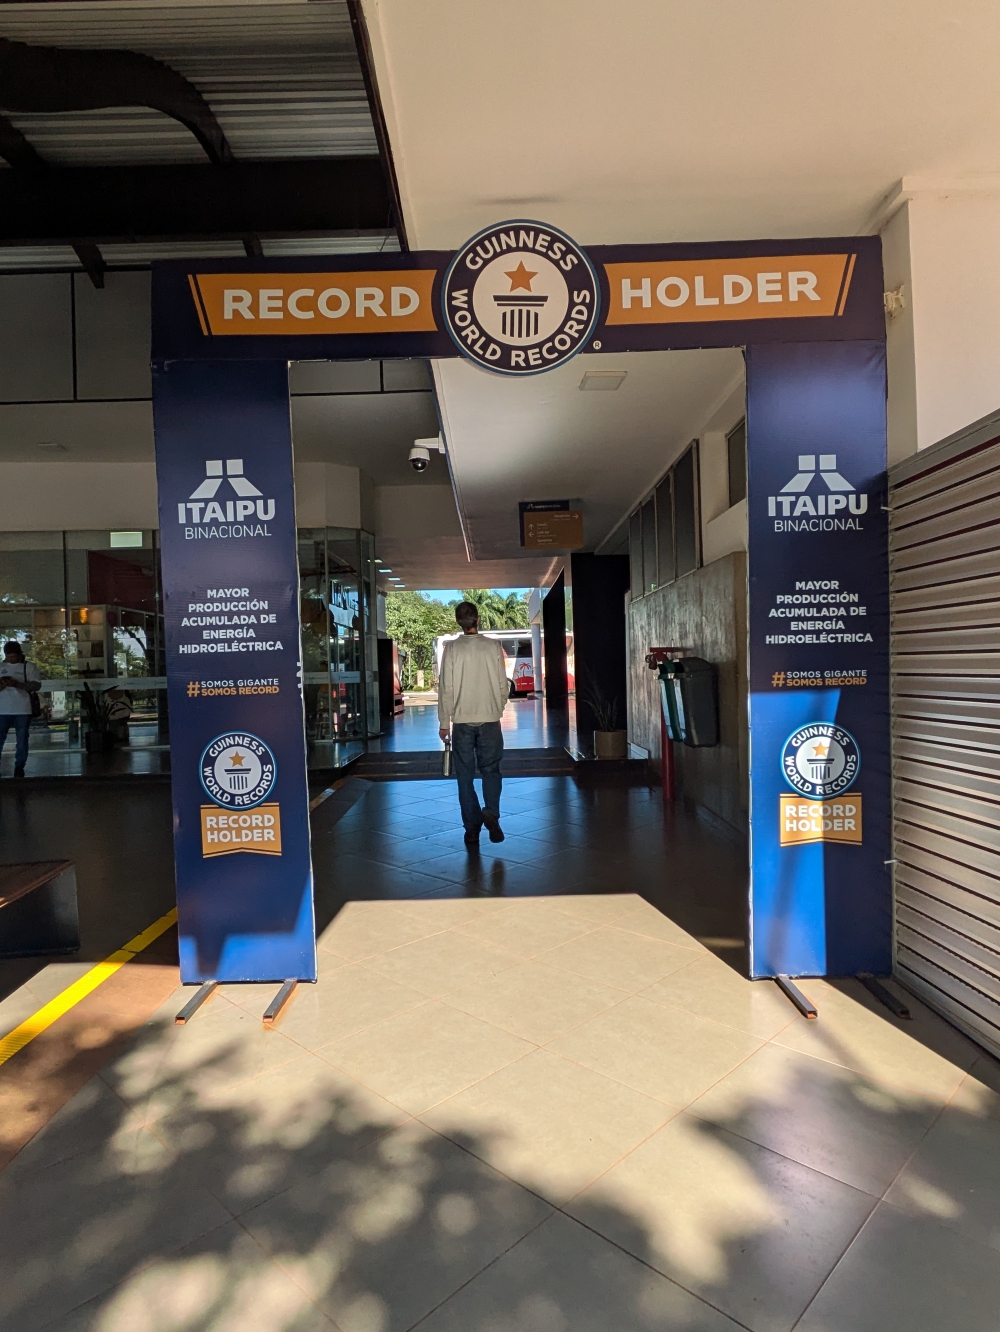 RECORD
GUINNESS
WORLD RECORDS
®
HOLDER
ITAIPU
BINACIONAL
MAYOR
PRODUCCIÓN
ACUMULADA DE
ENERGÍA
HIDROELÉCTRICA
#SOMOS GIGANTE
SOMOS RECORD
GUINNESS
WORLD RECORDS
RECORD
HOLDER
ITAIPU
BINACIONAL
MAYOR
PRODUCCIÓN
ACUMULADA DE
ENERGÍA
HIDROELÉCTRICA
#SOMOS GIGANTE
SOMOS RECORD
GUINNESS
WORLD RECORDS
RECORD
HOLDER